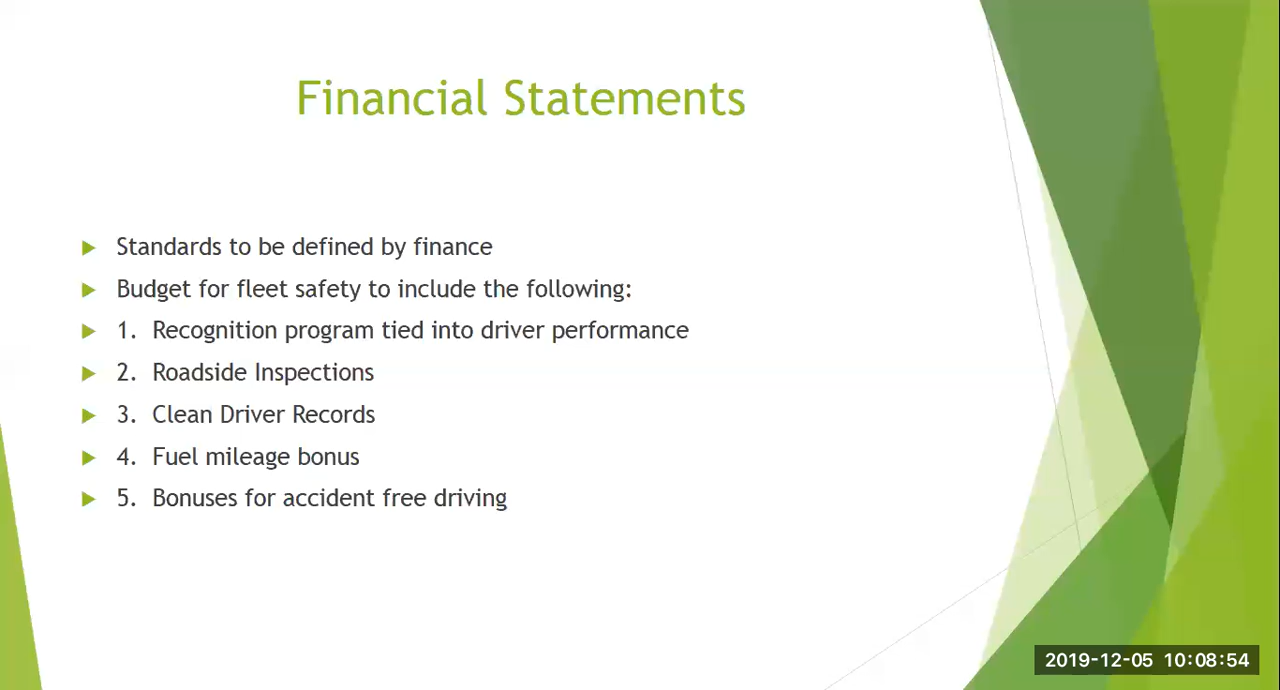 Financial Statements
Standards to be defined by finance
Budget for fleet safety to include the following:
1. Recognition program tied into driver performance
2. Roadside Inspections
3. Clean Driver Records
4. Fuel mileage bonus
5. Bonuses for accident free driving
2019-12-05 10:08:54